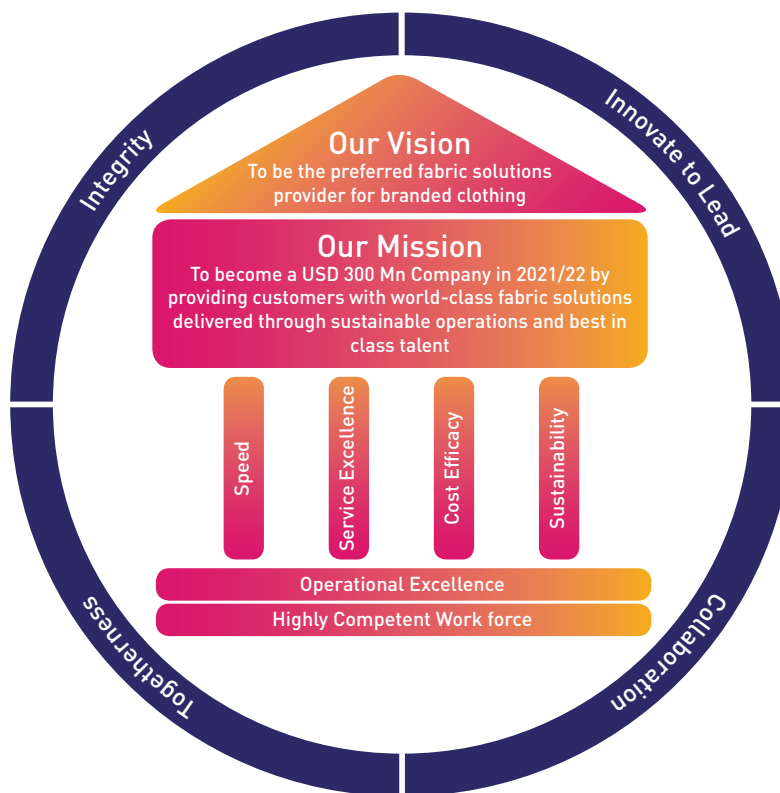 Integrity
Innovate to Lead
Our Vision
To be the preferred fabric solutions
provider for branded clothing
Our Mission
To become a USD 300 Mn Company in 2021/22 by
providing customers with world-class fabric solutions
delivered through sustainable operations and best in
class talent
Speed
Service Excellence
Cost Efficacy
Sustainability
Operational Excellence
Highly Competent Work force
Togetherness
Collaboration